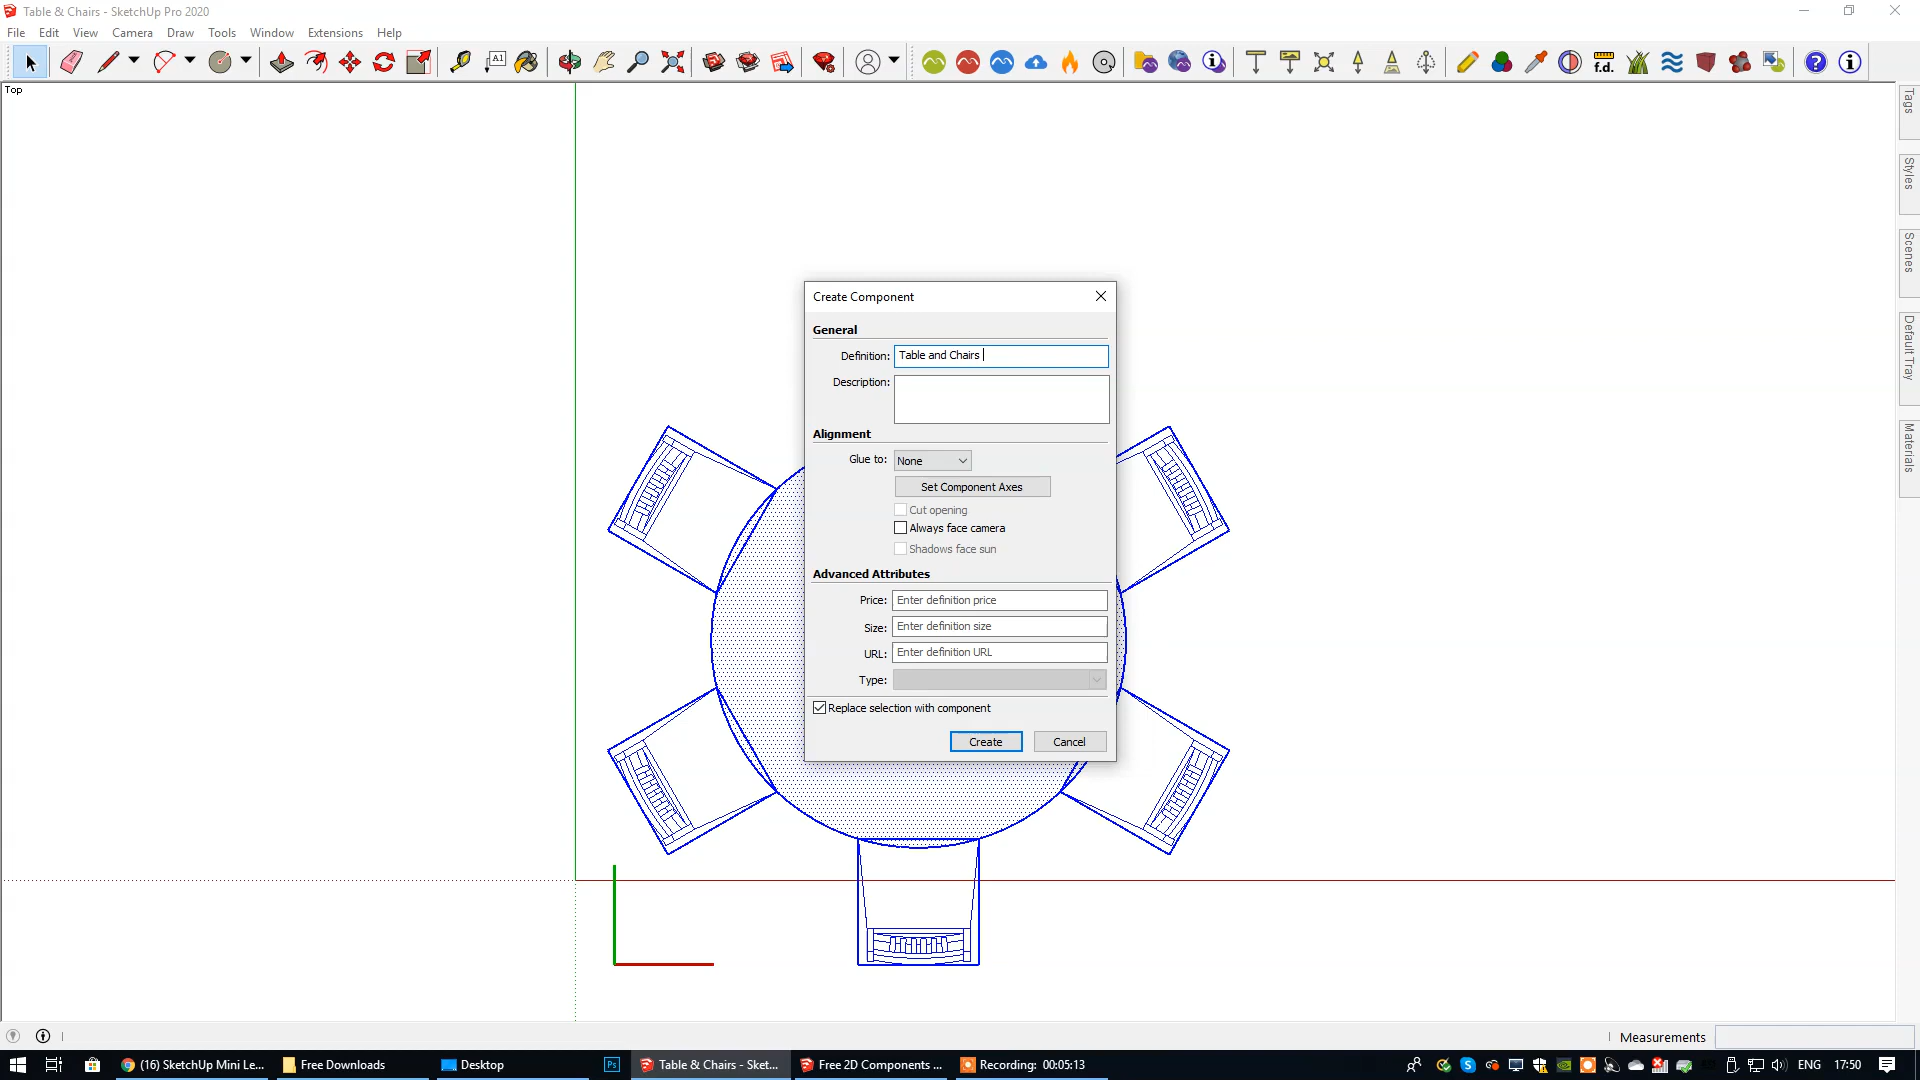 Table & Chairs - SketchUp Pro 2020
File Edit View Camera Draw Tools Window Extensions Help
A1
f.d.
Top
Tags
Styles
Scenes
Default Tray
Materials
Create Component
General
Definition: Table and Chairs
Description:
Alignment
Glue to: None
Set Component Axes
Cut opening
Always face camera
Shadows face sun
Advanced Attributes
Price: Enter definition price
Size: Enter definition size
URL: Enter definition URL
Type:
Replace selection with component
Create Cancel
Measurements
(16) SketchUp Mini Le...
Free Downloads
Desktop
Ps
Table & Chairs - Sket...
Free 2D Components ...
Recording: 00:05:13
ENG 17:50